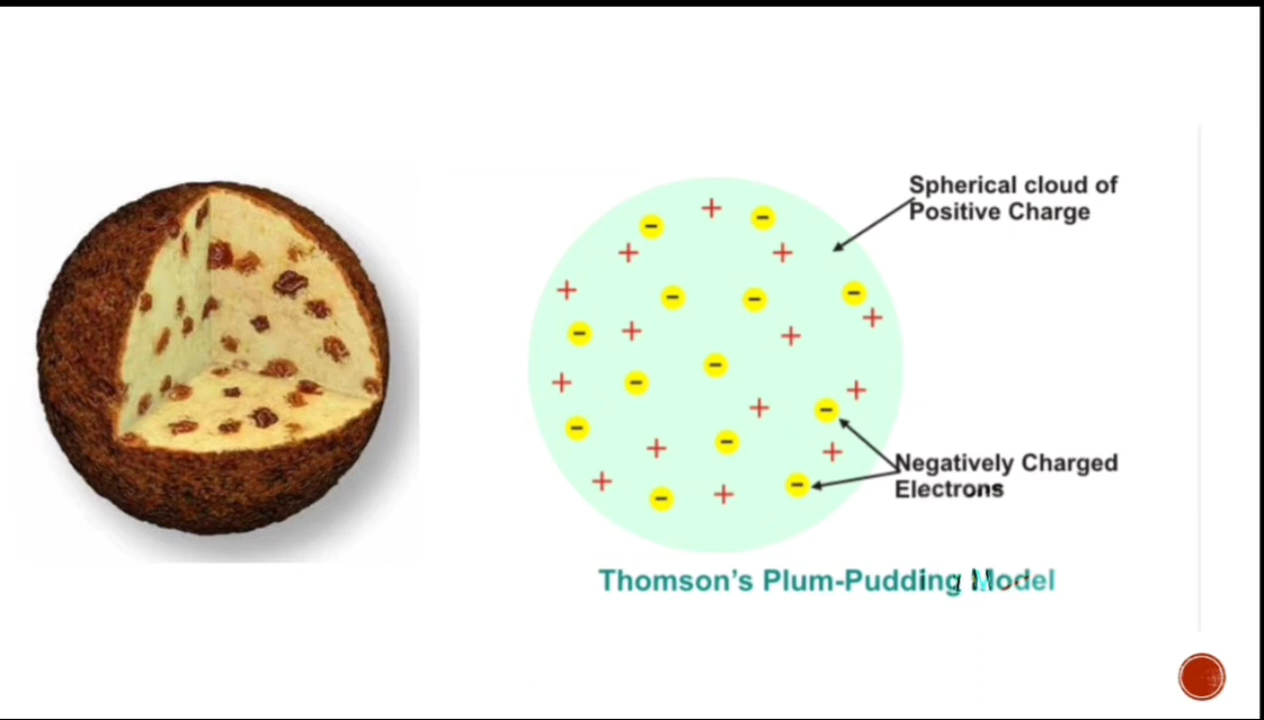 Spherical cloud of
Positive Charge
Negatively Charged
Electrons
Thomson's Plum-Pudding Model